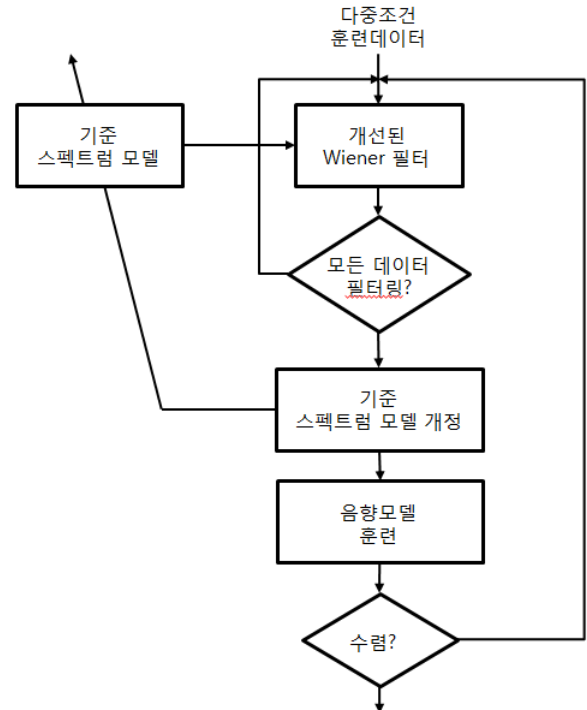 다중조건
훈련데이터
기준
스펙트럼 모델
개선된
Wiener 필터
모든 데이터
필터링?
기준
스펙트럼 모델 개정
음향모델
훈련
수렴?